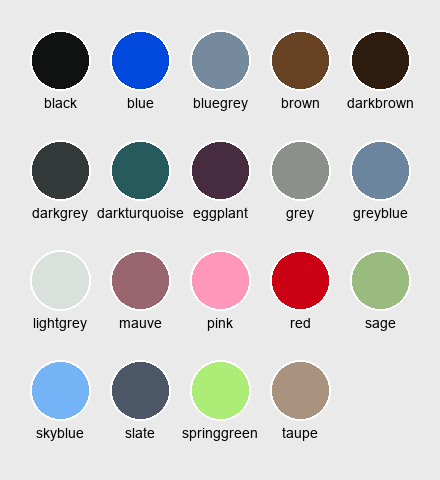 black blue bluegrey brown darkbrown
darkgrey darkturquoise eggplant grey greyblue
lightgrey mauve pink red sage
skyblue slate springgreen taupe